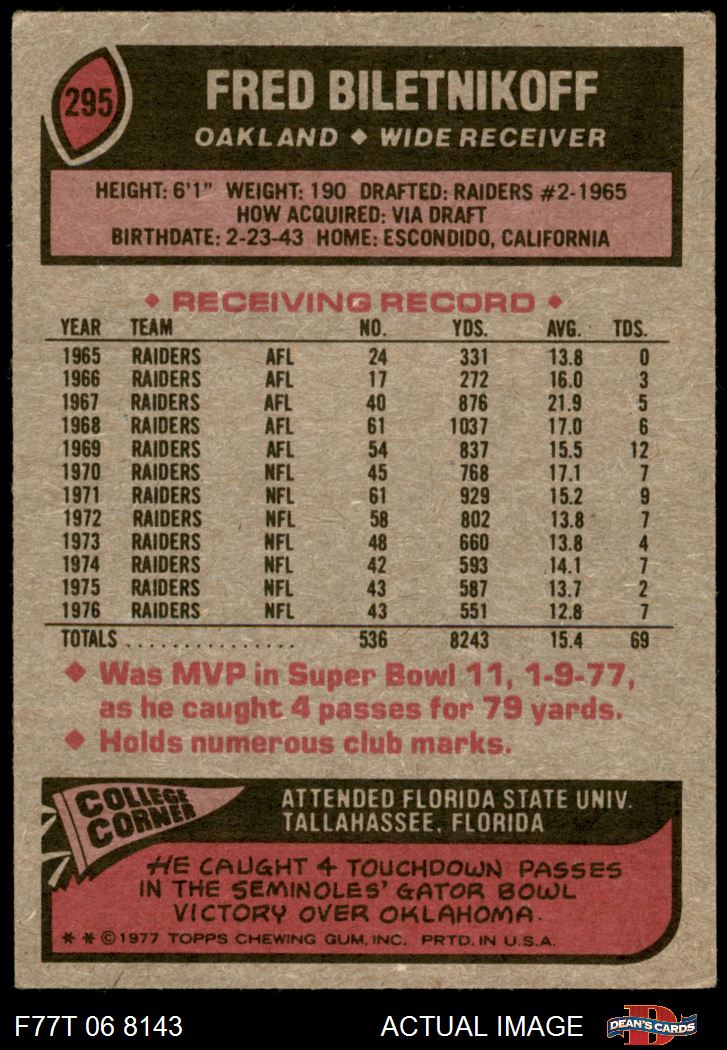 295
FRED BILETNIKOFF
OAKLAND ◆ WIDE RECEIVER
HEIGHT: 6'1" WEIGHT: 190 DRAFTED: RAIDERS #2-1965
HOW ACQUIRED: VIA DRAFT
BIRTHDATE: 2-23-43 HOME: ESCONDIDO, CALIFORNIA
◆ RECEIVING RECORD ◆
YEAR TEAM NO. YDS. AVG. TDS.
1965 RAIDERS AFL 24 331 13.8 0
1966 RAIDERS AFL 17 272 16.0 3
1967 RAIDERS AFL 40 876 21.9 5
1968 RAIDERS AFL 61 1037 17.0 6
1969 RAIDERS AFL 54 837 15.5 12
1970 RAIDERS NFL 45 768 17.1 7
1971 RAIDERS NFL 61 929 15.2 9
1972 RAIDERS NFL 58 802 13.8 7
1973 RAIDERS NFL 48 660 13.8 4
1974 RAIDERS NFL 42 593 14.1 7
1975 RAIDERS NFL 43 587 13.7 2
1976 RAIDERS NFL 43 551 12.8 7
TOTALS ................ 536 8243 15.4 69
◆ Was MVP in Super Bowl 11, 1-9-77,
as he caught 4 passes for 79 yards.
◆ Holds numerous club marks.
COLLEGE
CORNER
ATTENDED FLORIDA STATE UNIV.
TALLAHASSEE, FLORIDA
HE CAUGHT 4 TOUCHDOWN PASSES
IN THE SEMINOLES' GATOR BOWL
VICTORY OVER OKLAHOMA.
* * © 1977 TOPPS CHEWING GUM, INC. PRTD. IN U.S.A.
F77T 06 8143
ACTUAL IMAGE
D
DEAN'S CARDS